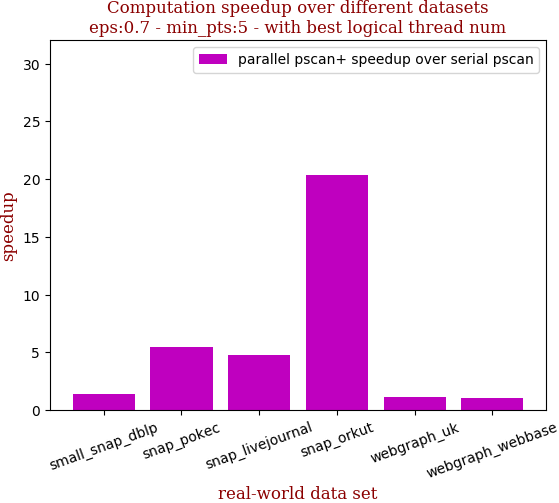 Computation speedup over different datasets
eps:0.7 - min_pts:5 - with best logical thread num
parallel pscan+ speedup over serial pscan
speedup
30
25
20
15
10
5
0
small_snap_dblp
snap_pokec
snap_livejournal
snap_orkut
webgraph_uk
webgraph_webbase
real-world data set